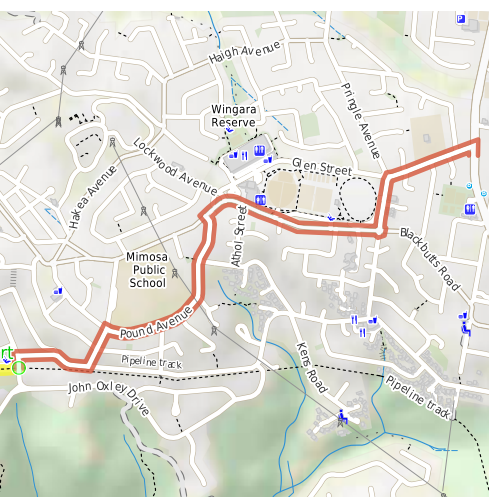 Haigh Avenue
Wingara
Reserve
Pringle Avenue
Lockwood Avenue
Glen Street
Hakea Avenue
Athol Street
Blackbutts Road
Mimosa
Public
School
Pound Avenue
rt
Pipeline track
Kens Road
John Oxley Drive
Pipeline track
P